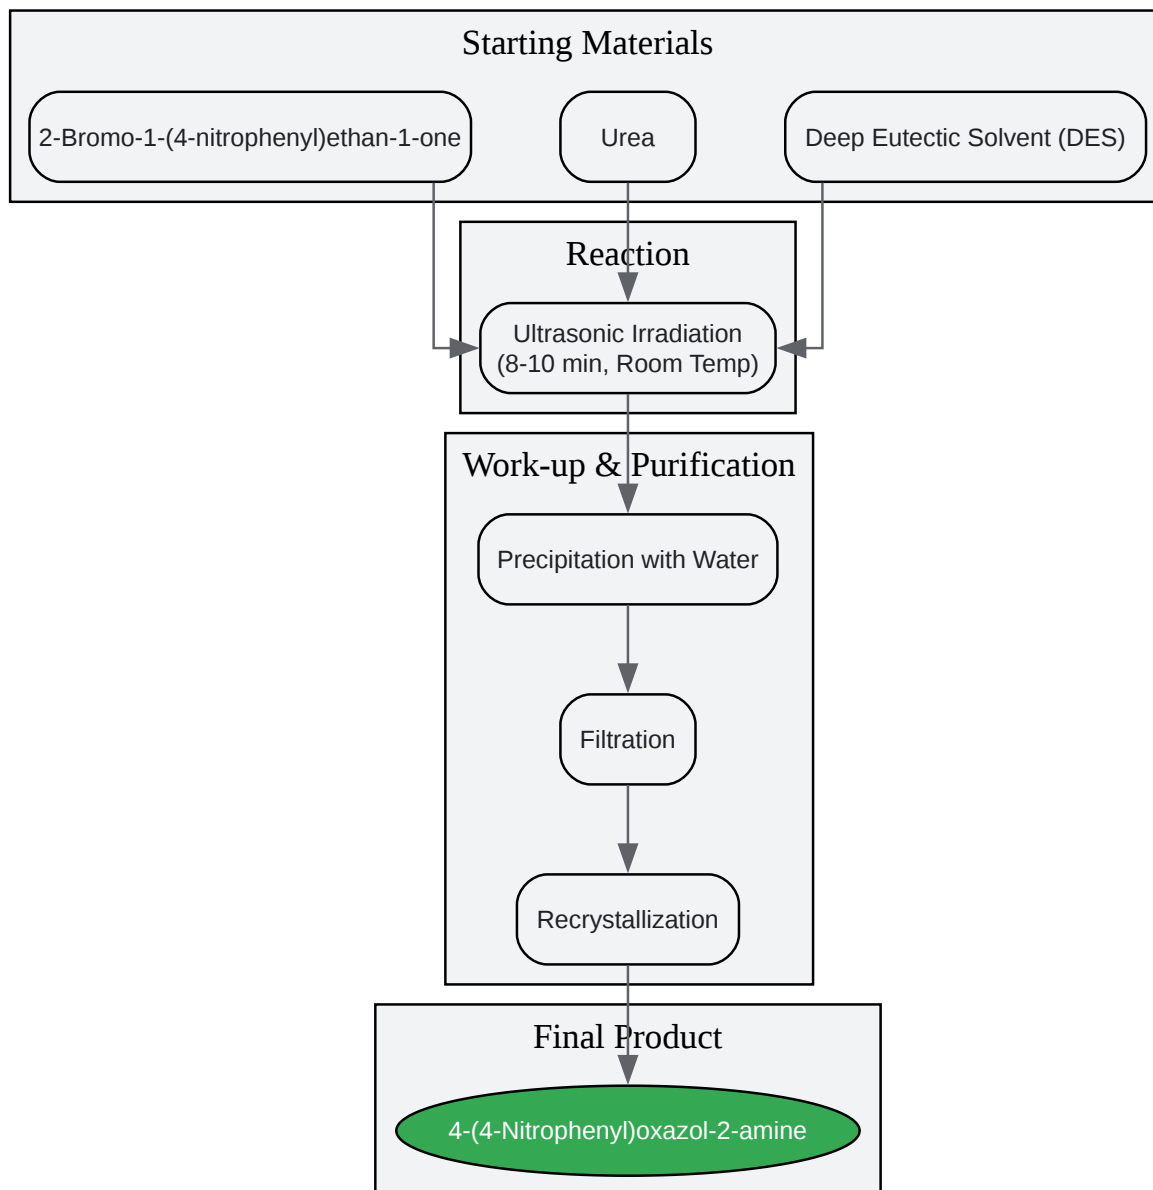 Starting Materials
2-Bromo-1-(4-nitrophenyl)ethan-1-one
Urea
Deep Eutectic Solvent (DES)
Reaction
Ultrasonic Irradiation
(8-10 min, Room Temp)
Work-up & Purification
Precipitation with Water
Filtration
Recrystallization
Final Product
4-(4-Nitrophenyl)oxazol-2-amine